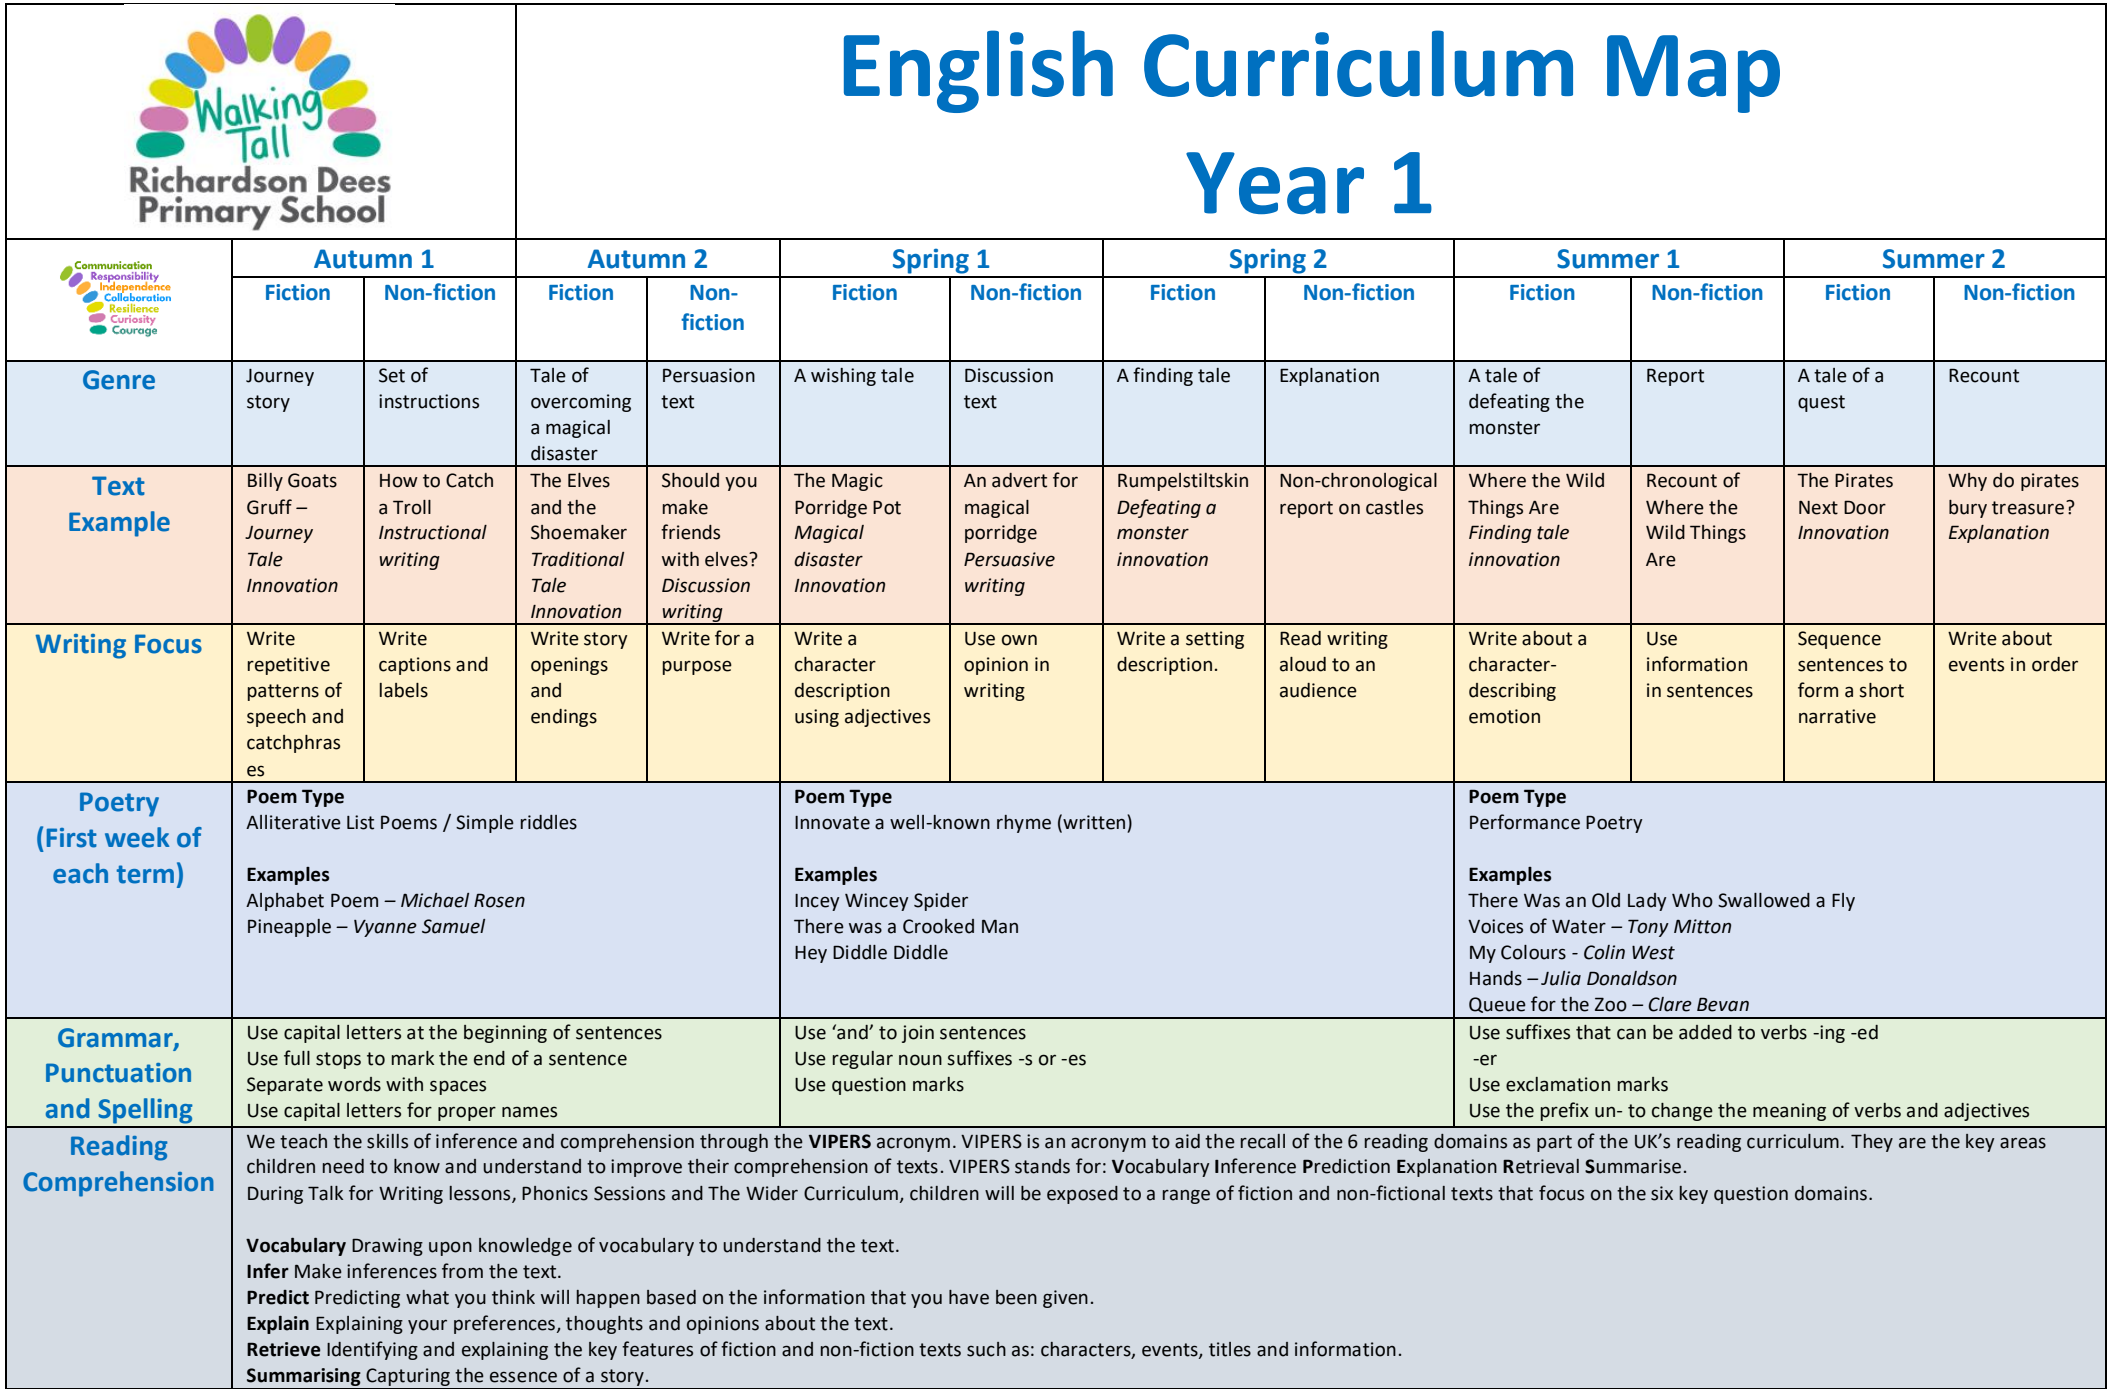 Walking
Tall
Richardson Dees
Primary School
English Curriculum Map
Year 1
Communication
Responsibility
Independence
Collaboration
Resilience
Curiosity
Courage
Autumn 1
Autumn 2
Spring 1
Spring 2
Summer 1
Summer 2
Fiction
Non-fiction
Fiction
Non-
fiction
Fiction
Non-fiction
Fiction
Non-fiction
Fiction
Non-fiction
Fiction
Non-fiction
Genre
Journey
story
Set of
instructions
Tale of
overcoming
a magical
disaster
Persuasion
text
A wishing tale
Discussion
text
A finding tale
Explanation
A tale of
defeating the
monster
Report
A tale of a
quest
Recount
Text
Example
Billy Goats
Gruff –
Journey
Tale
Innovation
How to Catch
a Troll
Instructional
writing
The Elves
and the
Shoemaker
Traditional
Tale
Innovation
Should you
make
friends
with elves?
Discussion
writing
The Magic
Porridge Pot
Magical
disaster
Innovation
An advert for
magical
porridge
Persuasive
writing
Rumpelstiltskin
Defeating a
monster
innovation
Non-chronological
report on castles
Where the Wild
Things Are
Finding tale
innovation
Recount of
Where the
Wild Things
Are
The Pirates
Next Door
Innovation
Why do pirates
bury treasure?
Explanation
Writing Focus
Write
repetitive
patterns of
speech and
catchphras
es
Write
captions and
labels
Write story
openings
and
endings
Write for a
purpose
Write a
character
description
using adjectives
Use own
opinion in
writing
Write a setting
description.
Read writing
aloud to an
audience
Write about a
character-
describing
emotion
Use
information
in sentences
Sequence
sentences to
form a short
narrative
Write about
events in order
Poetry
(First week of
each term)
Poem Type
Alliterative List Poems / Simple riddles
Examples
Alphabet Poem – Michael Rosen
Pineapple – Vyanne Samuel
Poem Type
Innovate a well-known rhyme (written)
Examples
Incey Wincey Spider
There was a Crooked Man
Hey Diddle Diddle
Poem Type
Performance Poetry
Examples
There Was an Old Lady Who Swallowed a Fly
Voices of Water – Tony Mitton
My Colours - Colin West
Hands – Julia Donaldson
Queue for the Zoo – Clare Bevan
Grammar,
Punctuation
and Spelling
Use capital letters at the beginning of sentences
Use full stops to mark the end of a sentence
Separate words with spaces
Use capital letters for proper names
Use ‘and’ to join sentences
Use regular noun suffixes -s or -es
Use question marks
Use suffixes that can be added to verbs -ing -ed
-er
Use exclamation marks
Use the prefix un- to change the meaning of verbs and adjectives
Reading
Comprehension
We teach the skills of inference and comprehension through the VIPERS acronym. VIPERS is an acronym to aid the recall of the 6 reading domains as part of the UK’s reading curriculum. They are the key areas
children need to know and understand to improve their comprehension of texts. VIPERS stands for: Vocabulary Inference Prediction Explanation Retrieval Summarise.
During Talk for Writing lessons, Phonics Sessions and The Wider Curriculum, children will be exposed to a range of fiction and non-fictional texts that focus on the six key question domains.
Vocabulary Drawing upon knowledge of vocabulary to understand the text.
Infer Make inferences from the text.
Predict Predicting what you think will happen based on the information that you have been given.
Explain Explaining your preferences, thoughts and opinions about the text.
Retrieve Identifying and explaining the key features of fiction and non-fiction texts such as: characters, events, titles and information.
Summarising Capturing the essence of a story.